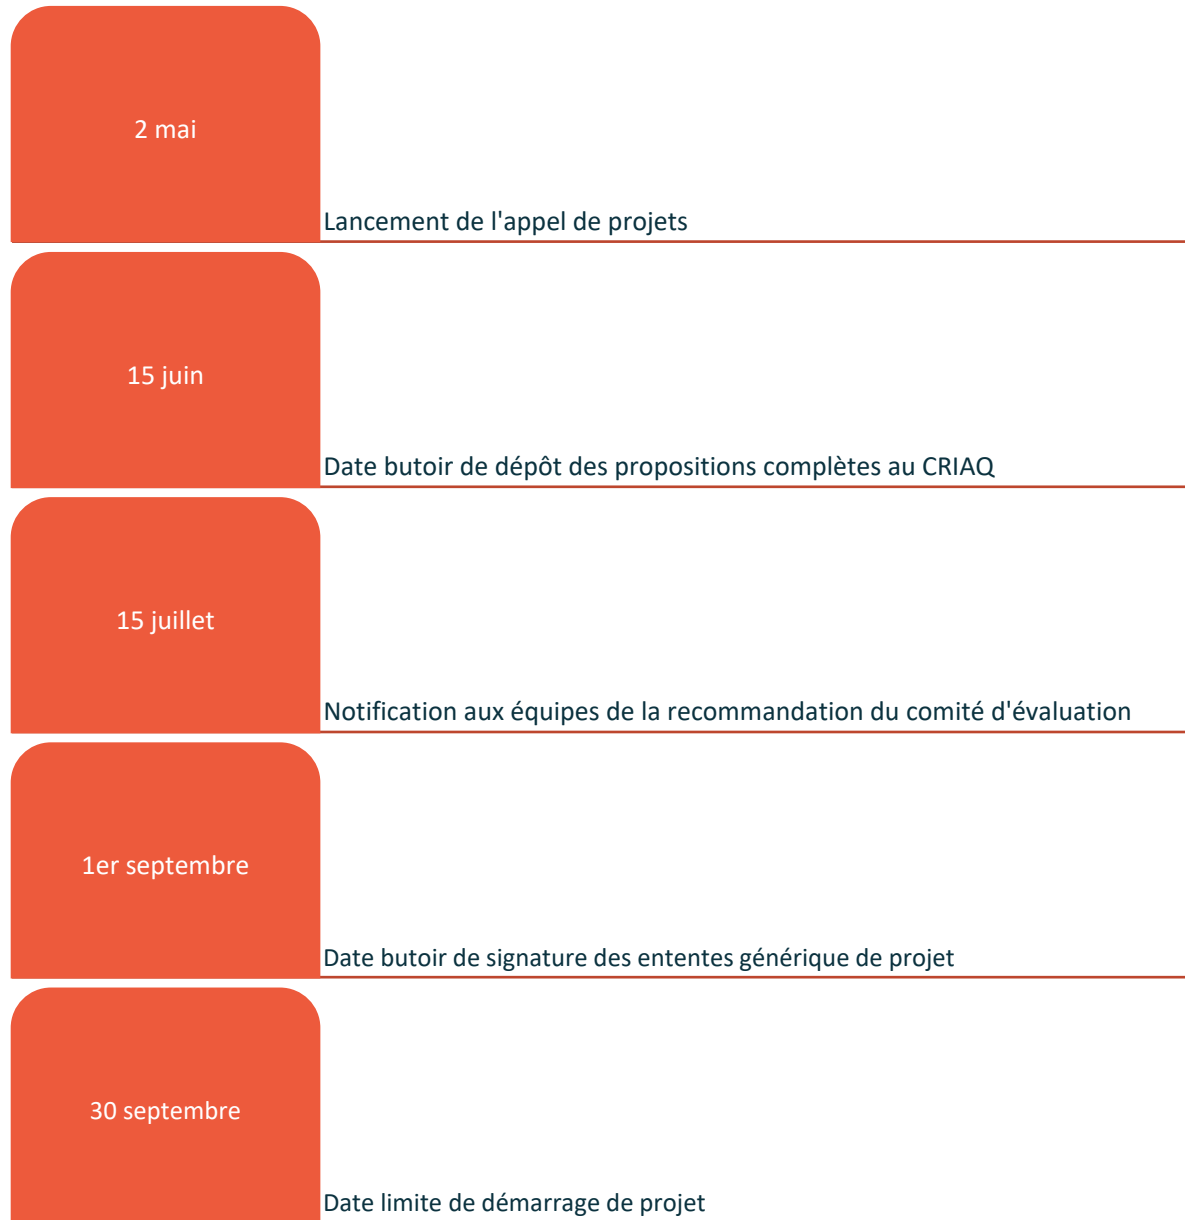 2 mai
Lancement de l'appel de projets
15 juin
Date butoir de dépôt des propositions complètes au CRIAQ
15 juillet
Notification aux équipes de la recommandation du comité d'évaluation
1er septembre
Date butoir de signature des ententes générique de projet
30 septembre
Date limite de démarrage de projet